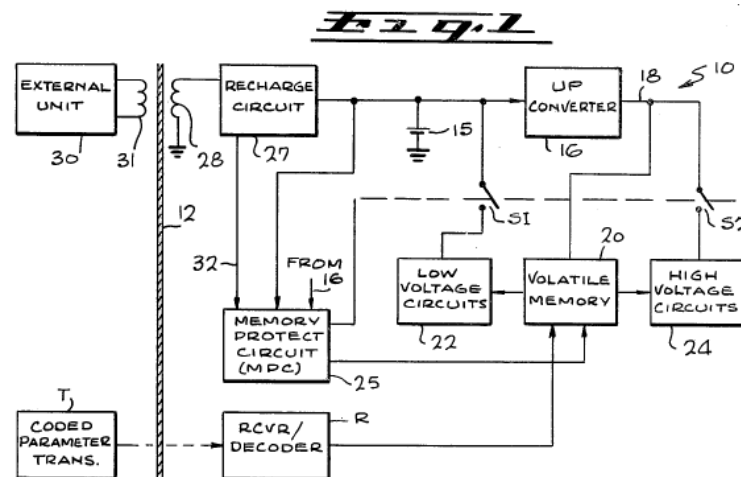 Fig. 1
EXTERNAL
UNIT
30
31
28
RECHARGE
CIRCUIT
27
15
UP
CONVERTER
16
18
10
12
32
FROM
16
S1
S2
LOW
VOLTAGE
CIRCUITS
22
20
VOLATILE
MEMORY
HIGH
VOLTAGE
CIRCUITS
24
MEMORY
PROTECT
CIRCUIT
(MPC)
25
T
CODED
PARAMETER
TRANS.
R
RCVR/
DECODER